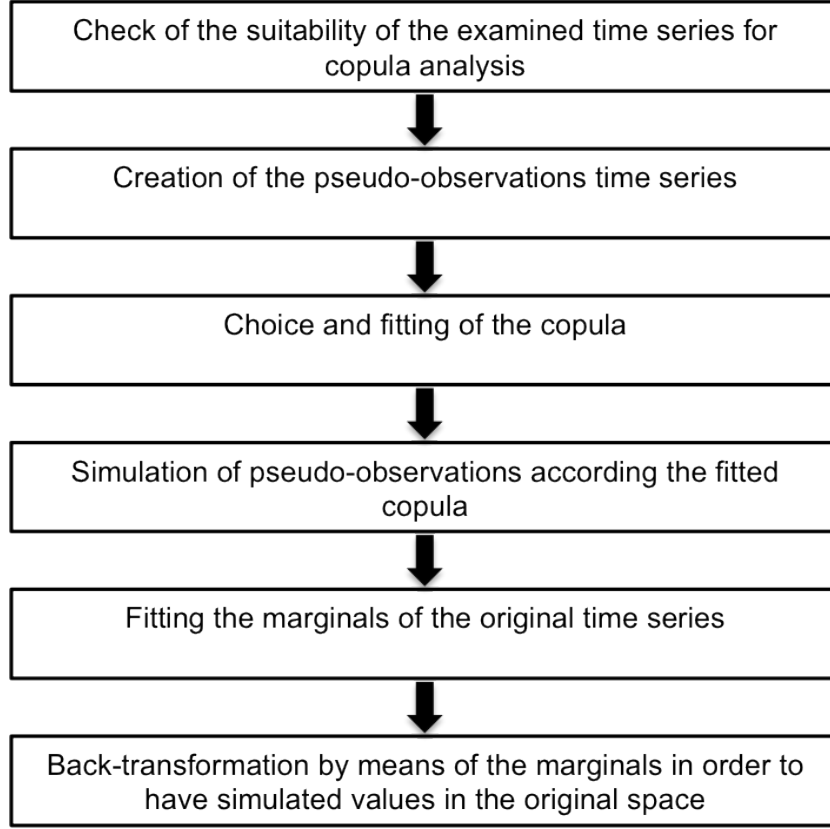 Check of the suitability of the examined time series for
copula analysis
Creation of the pseudo-observations time series
Choice and fitting of the copula
Simulation of pseudo-observations according the fitted
copula
Fitting the marginals of the original time series
Back-transformation by means of the marginals in order to
have simulated values in the original space